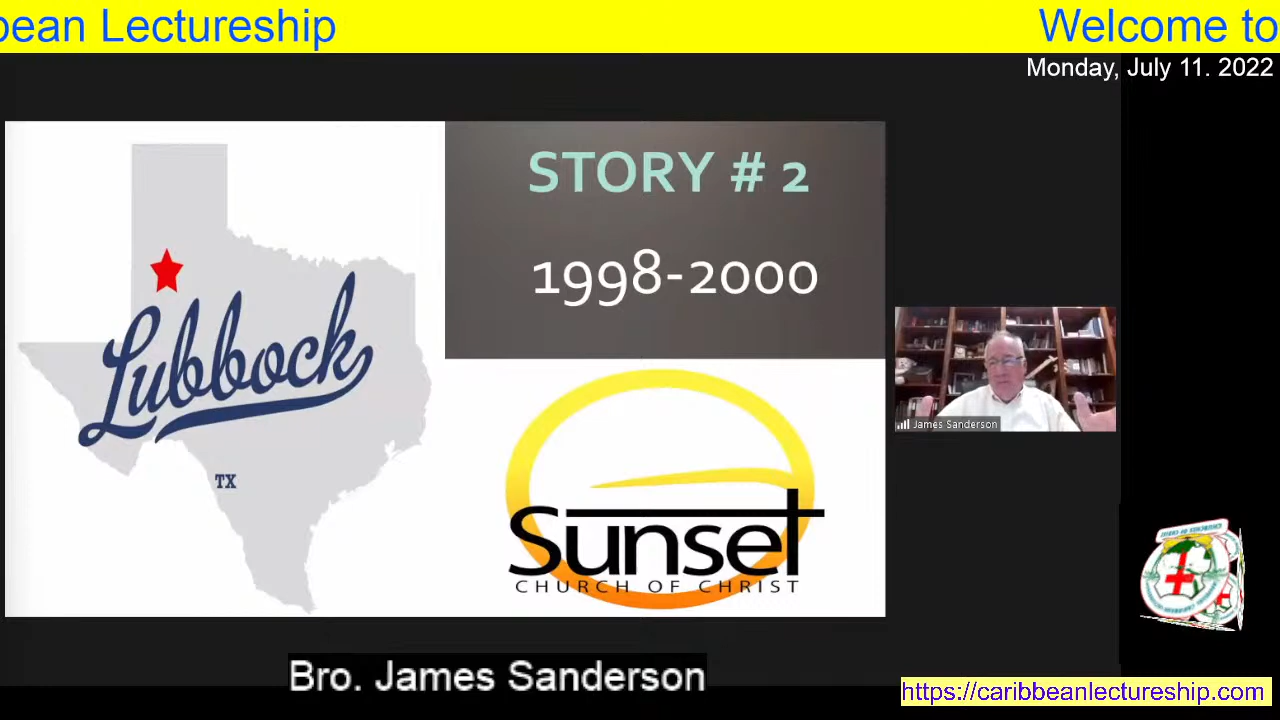 bean Lectureship
Welcome to
Monday, July 11. 2022
STORY # 2
1998-2000
Lubbock
TX
Sunset
CHURCH OF CHRIST
James Sanderson
Bro. James Sanderson
https://caribbeanlectureship.com